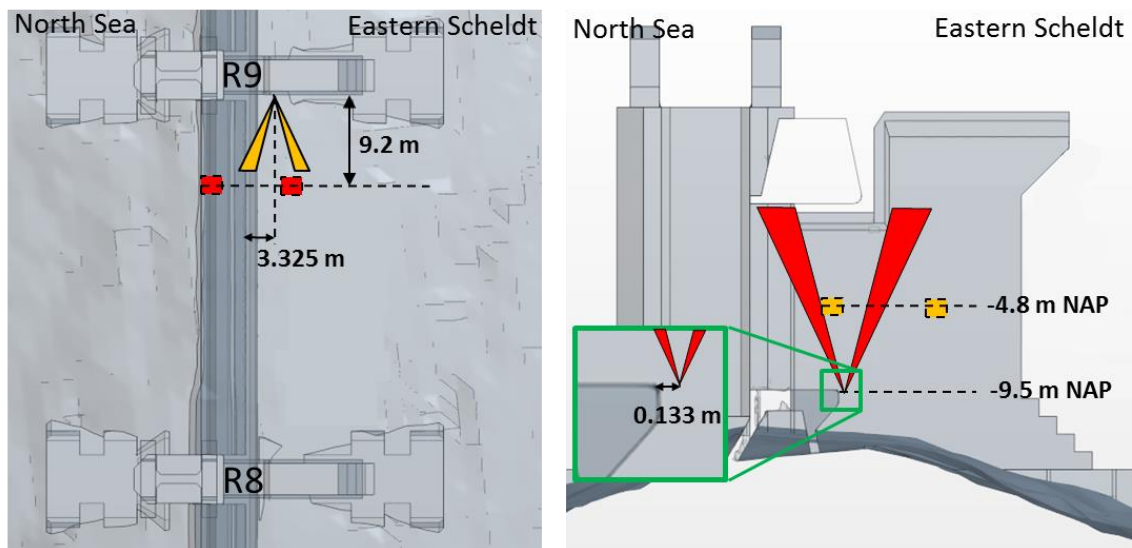 North Sea
Eastern Scheldt
R9
9.2 m
3.325 m
R8
North Sea
Eastern Scheldt
-4.8 m NAP
-9.5 m NAP
0.133 m